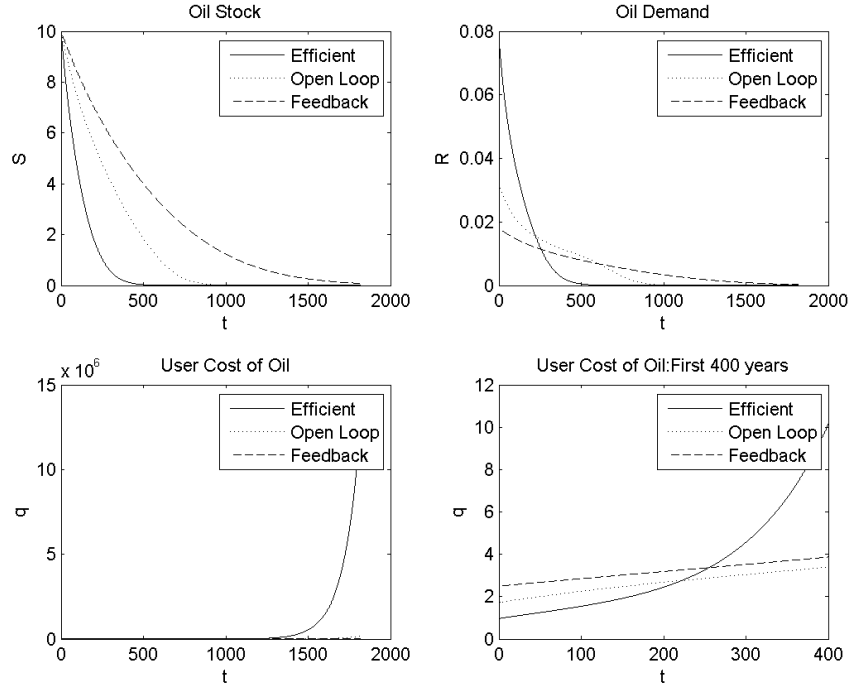 Oil Stock
10
8
6
4
2
0
S
0 500 1000 1500 2000
t
Efficient
Open Loop
Feedback
Oil Demand
0.08
0.06
0.04
0.02
0
R
0 500 1000 1500 2000
t
Efficient
Open Loop
Feedback
User Cost of Oil
x 10^6
15
10
5
0
q
0 500 1000 1500 2000
t
Efficient
Open Loop
Feedback
User Cost of Oil:First 400 years
12
10
8
6
4
2
0
q
0 100 200 300 400
t
Efficient
Open Loop
Feedback